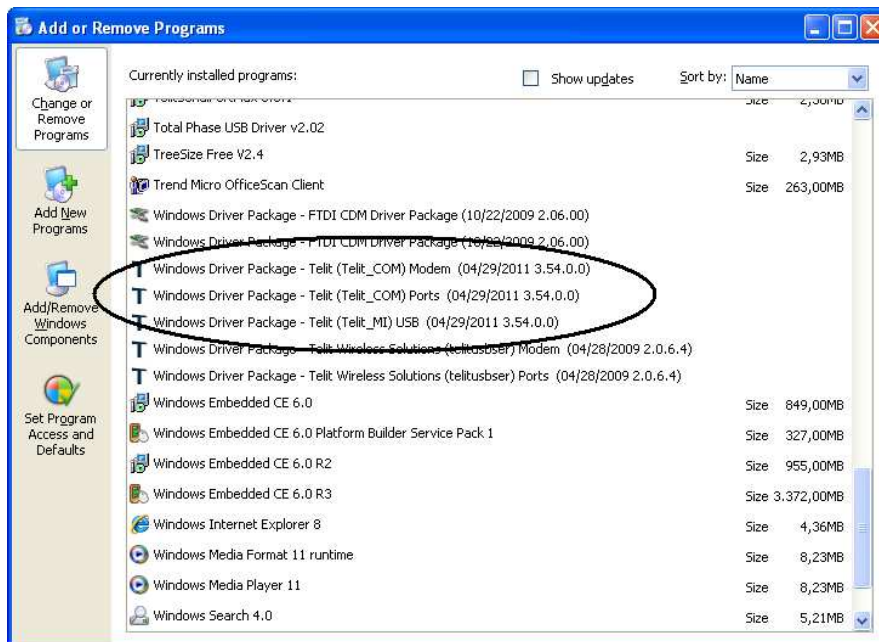 Add or Remove Programs
Change or
Remove
Programs
Add New
Programs
Add/Remove
Windows
Components
Set Program
Access and
Defaults
Currently installed programs:
Show updates
Sort by: Name
Size
Total Phase USB Driver v2.02
TreeSize Free V2.4 Size 2,93MB
Trend Micro OfficeScan Client Size 263,00MB
Windows Driver Package - FTDI CDM Driver Package (10/22/2009 2.06.00)
Windows Driver Package - FTDI CDM Driver Package (10/22/2009 2.06.00)
Windows Driver Package - Telit (Telit_COM) Modem (04/29/2011 3.54.0.0)
Windows Driver Package - Telit (Telit_COM) Ports (04/29/2011 3.54.0.0)
Windows Driver Package - Telit (Telit_MI) USB (04/29/2011 3.54.0.0)
Windows Driver Package - Telit Wireless Solutions (telitusbser) Modem (04/28/2009 2.0.6.4)
Windows Driver Package - Telit Wireless Solutions (telitusbser) Ports (04/28/2009 2.0.6.4)
Windows Embedded CE 6.0 Size 849,00MB
Windows Embedded CE 6.0 Platform Builder Service Pack 1 Size 327,00MB
Windows Embedded CE 6.0 R2 Size 955,00MB
Windows Embedded CE 6.0 R3 Size 3.372,00MB
Windows Internet Explorer 8 Size 4,36MB
Windows Media Format 11 runtime Size 8,23MB
Windows Media Player 11 Size 8,23MB
Windows Search 4.0 Size 5,21MB